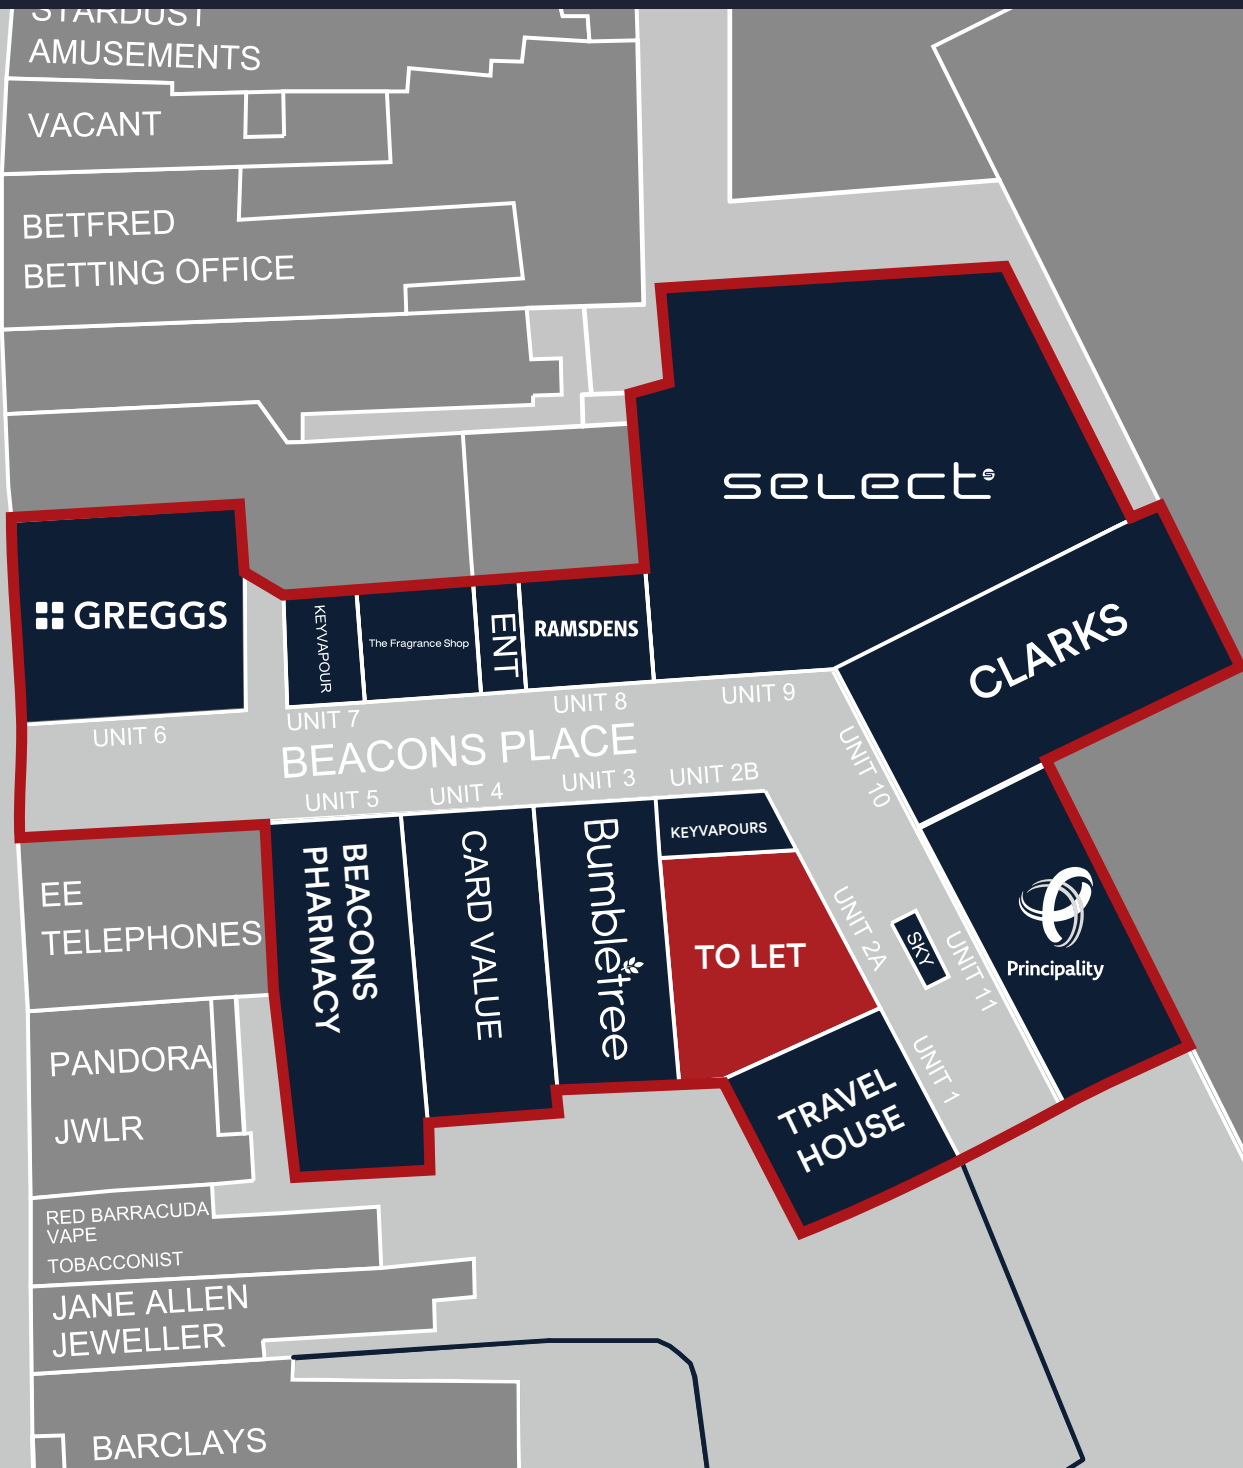 STARDUST
AMUSEMENTS
VACANT
BETFRED
BETTING OFFICE
select
GREGGS
KEYVAPOUR
The Fragrance Shop
ENT
RAMSDENS
CLARKS
UNIT 6
UNIT 7
UNIT 8
UNIT 9
BEACONS PLACE
UNIT 10
UNIT 5
UNIT 4
UNIT 3
UNIT 2B
KEYVAPOURS
BEACONS
PHARMACY
CARD VALUE
Bumbletree
TO LET
UNIT 2A
SKY
UNIT 11
Principality
EE
TELEPHONES
PANDORA
JWLR
UNIT 1
TRAVEL
HOUSE
RED BARRACUDA
VAPE
TOBACCONIST
JANE ALLEN
JEWELLER
BARCLAYS